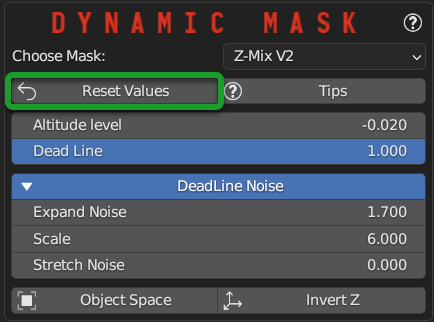 DYNAMIC MASK ?
Choose Mask: Z-Mix V2
Reset Values ? Tips
Altitude level -0.020
Dead Line 1.000
DeadLine Noise
Expand Noise 1.700
Scale 6.000
Stretch Noise 0.000
Object Space Invert Z